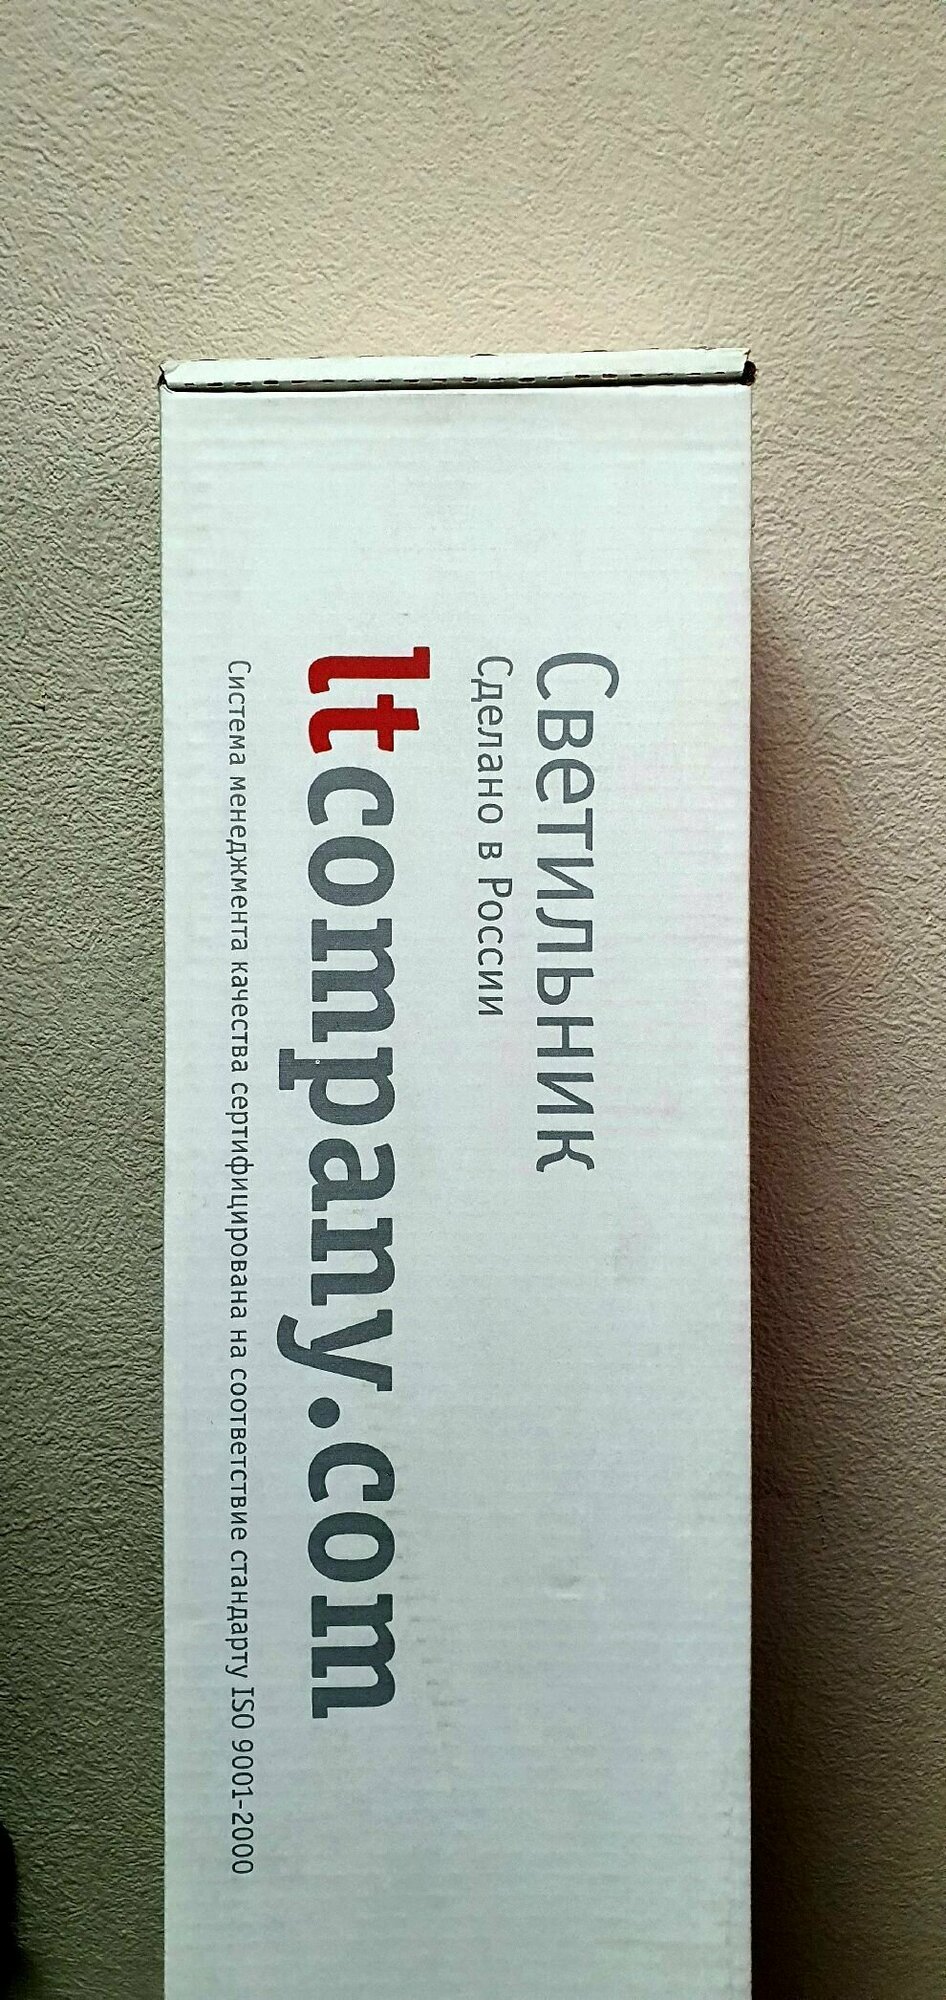 Светильник
Сделано в России
ltcompany.com
Система менеджмента качества сертифицирована на соответствие стандарту ISO 9001-2000